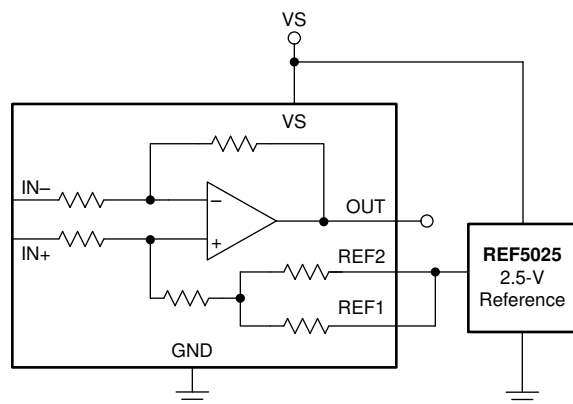 VS
VS
IN–
–
OUT
+
IN+
REF2
REF1
GND
REF5025
2.5-V
Reference